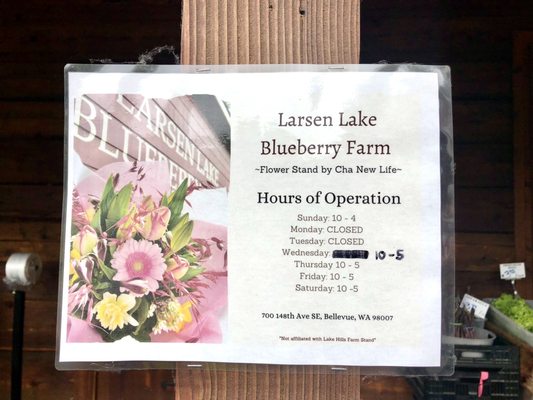 LARSEN LAKE
BLUEBERRY
Larsen Lake
Blueberry Farm
~Flower Stand by Cha New Life~
Hours of Operation
Sunday: 10 - 4
Monday: CLOSED
Tuesday: CLOSED
Wednesday: 10-5
Thursday 10 - 5
Friday: 10 - 5
Saturday: 10 -5
700 148th Ave SE, Bellevue, WA 98007
"Not affiliated with Lake Hills Farm Stand"